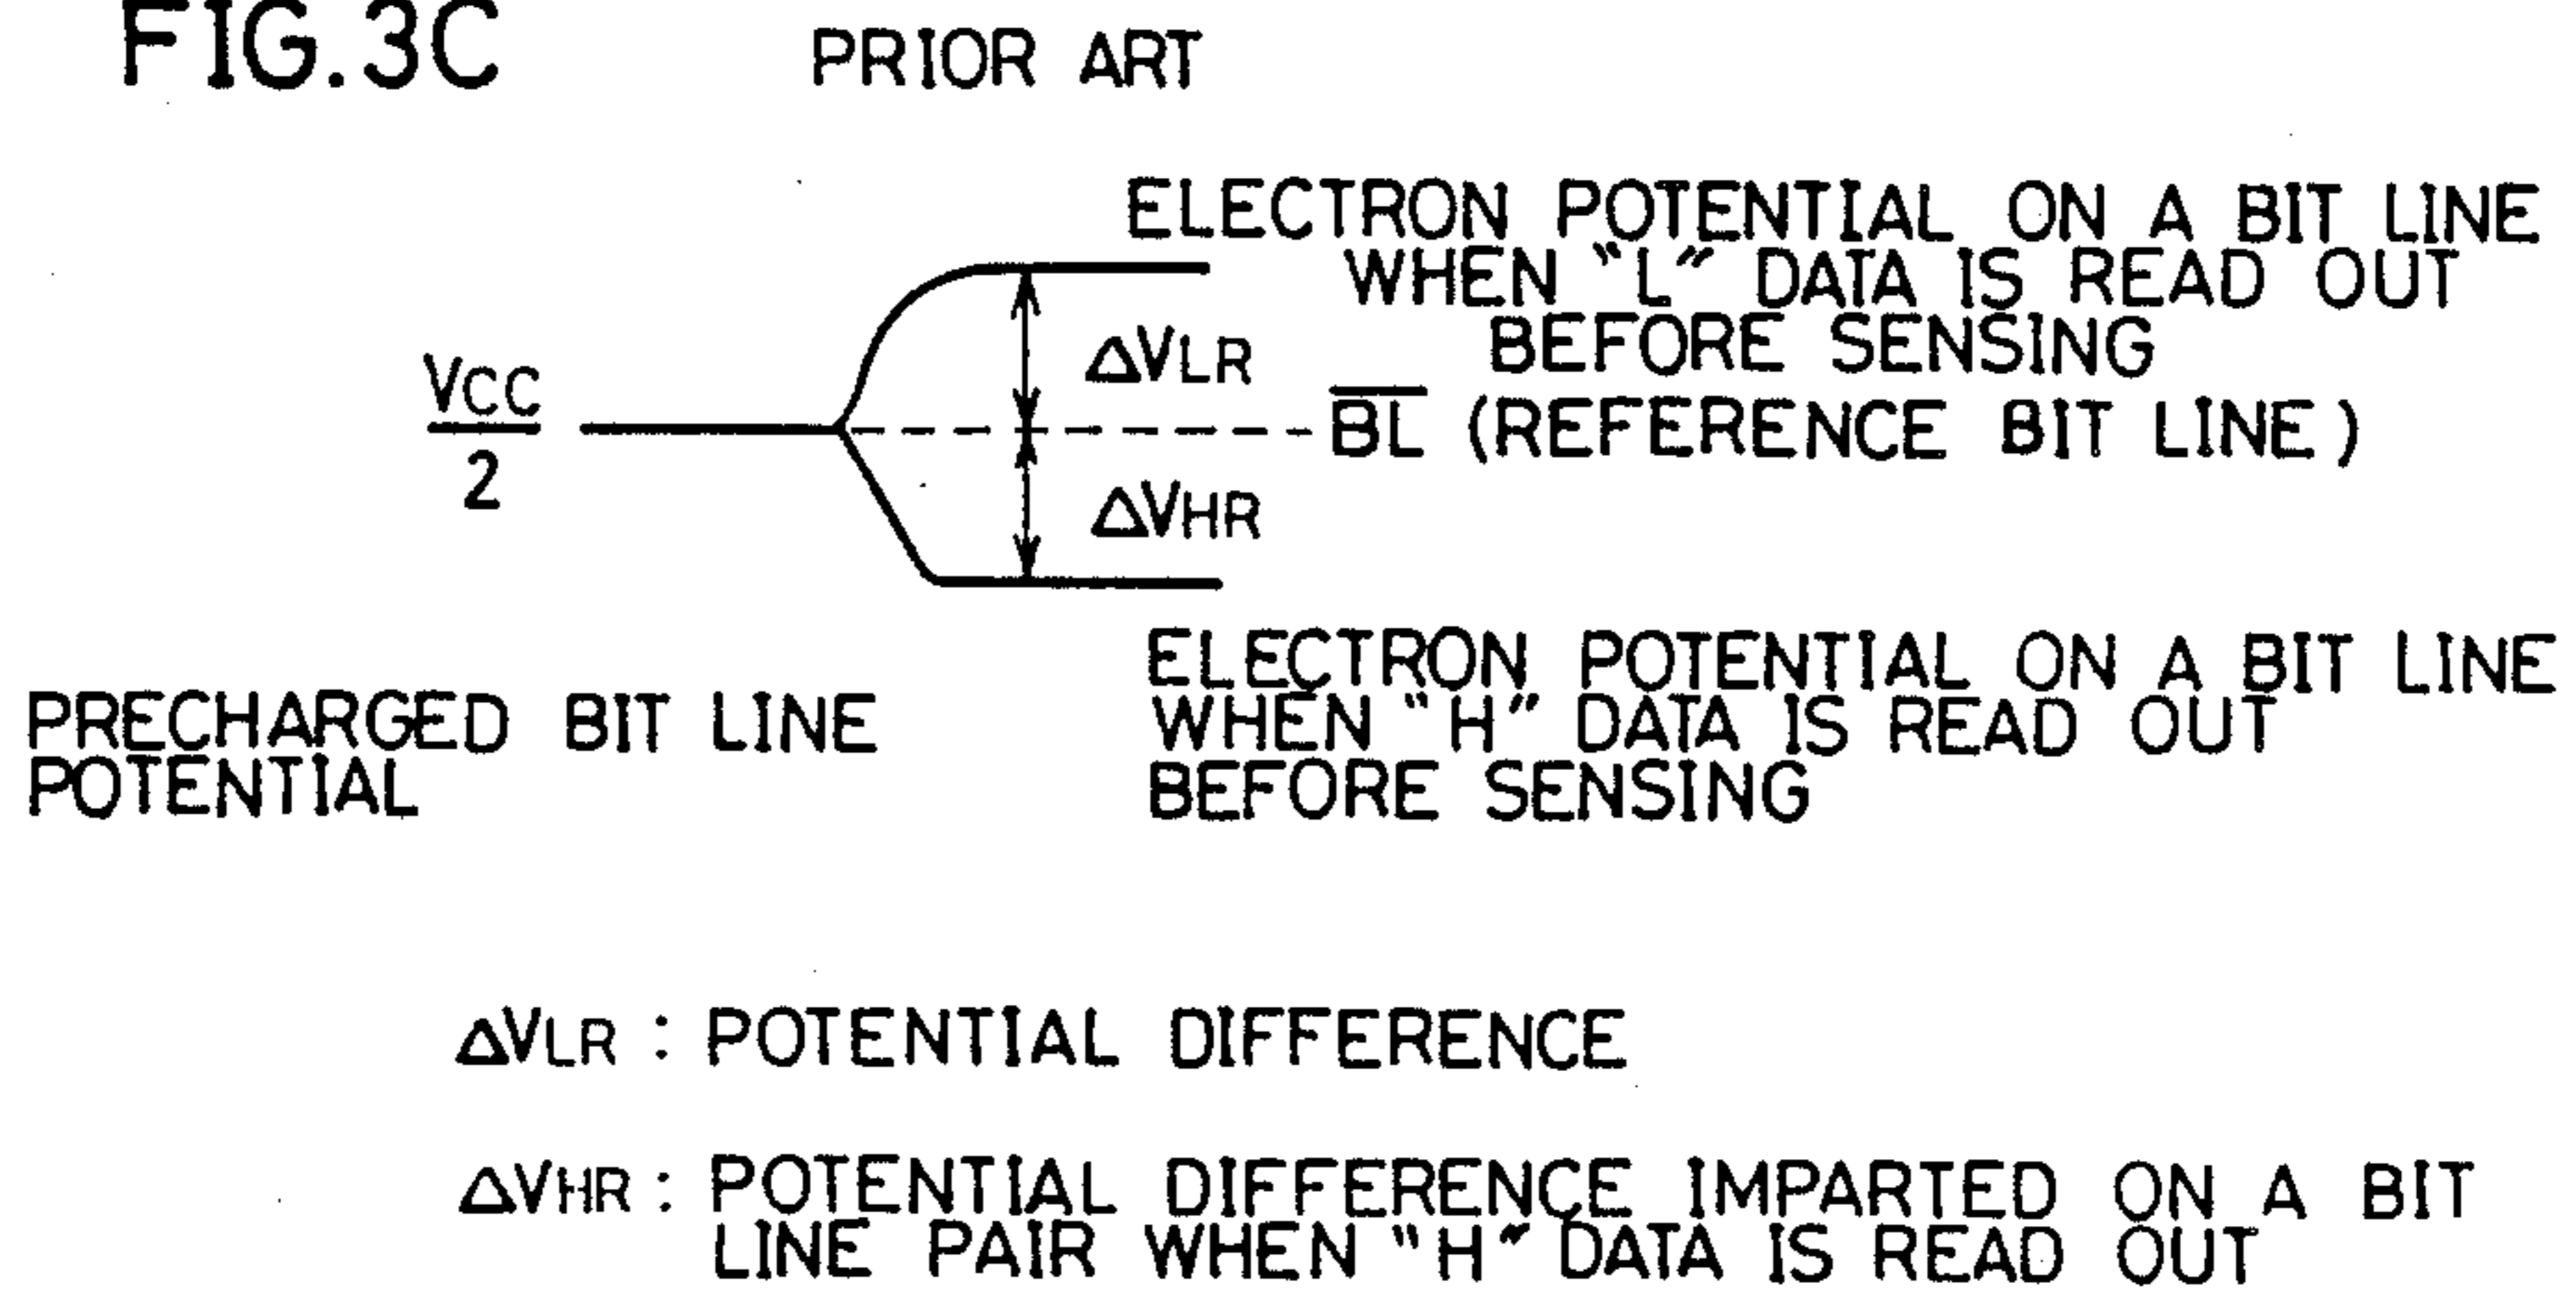 FIG.3C PRIOR ART
ELECTRON POTENTIAL ON A BIT LINE
WHEN "L" DATA IS READ OUT
BEFORE SENSING
ΔVLR
VCC
2
B̅L̅ (REFERENCE BIT LINE)
ΔVHR
ELECTRON POTENTIAL ON A BIT LINE
WHEN "H" DATA IS READ OUT
BEFORE SENSING
PRECHARGED BIT LINE
POTENTIAL
ΔVLR : POTENTIAL DIFFERENCE
ΔVHR : POTENTIAL DIFFERENCE IMPARTED ON A BIT
LINE PAIR WHEN "H" DATA IS READ OUT